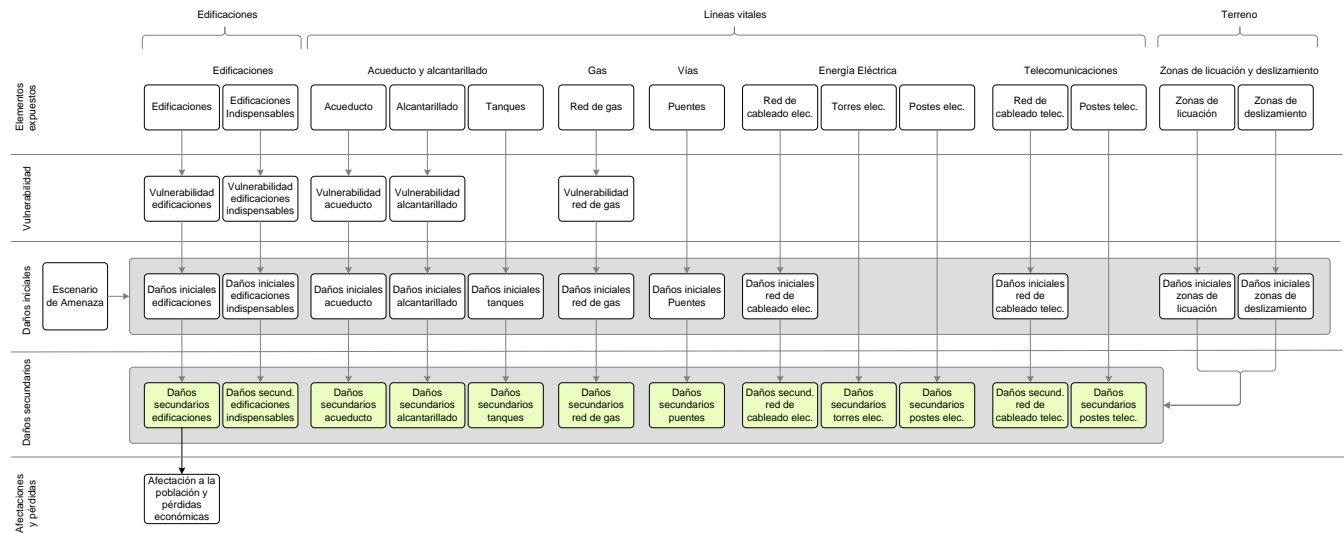 Edificaciones
Líneas vitales
Terreno
Edificaciones
Acueducto y alcantarillado
Gas
Vías
Energía Eléctrica
Telecomunicaciones
Zonas de licuación y deslizamiento
Elementos
expuestos
Edificaciones
Edificaciones
Indispensables
Acueducto
Alcantarillado
Tanques
Red de gas
Puentes
Red de
cableado elec.
Torres elec.
Postes elec.
Red de
cableado telec.
Postes telec.
Zonas de
licuación
Zonas de
deslizamiento
Vulnerabilidad
Vulnerabilidad
edificaciones
Vulnerabilidad
edificaciones
indispensables
Vulnerabilidad
acueducto
Vulnerabilidad
alcantarillado
Vulnerabilidad
red de gas
Daños iniciales
Escenario
de Amenaza
Daños iniciales
edificaciones
Daños iniciales
edificaciones
indispensables
Daños iniciales
acueducto
Daños iniciales
alcantarillado
Daños iniciales
tanques
Daños iniciales
red de gas
Daños iniciales
Puentes
Daños iniciales
red de
cableado elec.
Daños iniciales
red de
cableado telec.
Daños iniciales
zonas de
licuación
Daños iniciales
zonas de
deslizamiento
Daños secundarios
Daños
secundarios
edificaciones
Daños secund.
edificaciones
indispensables
Daños
secundarios
acueducto
Daños
secundarios
alcantarillado
Daños
secundarios
tanques
Daños
secundarios
red de gas
Daños
secundarios
puentes
Daños secund.
red de
cableado elec.
Daños
secundarios
torres elec.
Daños
secundarios
postes elec.
Daños secund.
red de
cableado telec.
Daños
secundarios
postes telec.
Afectaciones
y pérdidas
Afectación a la
población y
pérdidas
económicas